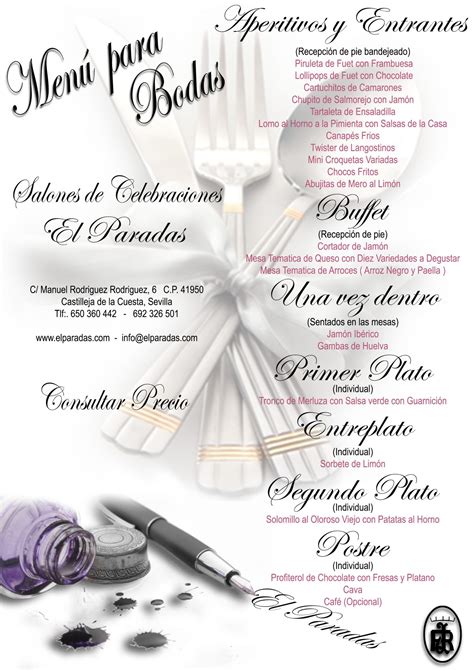 Menú para
Bodas
Salones de Celebraciones
El Paradas
C/ Manuel Rodriguez Rodriguez, 6 C.P. 41950
Castilleja de la Cuesta, Sevilla
Tlf:. 650 360 442 - 692 326 501
www.elparadas.com - info@elparadas.com
Consultar Precio
Aperitivos y Entrantes
(Recepción de pie bandejeado)
Piruleta de Fuet con Frambuesa
Lollipops de Fuet con Chocolate
Cartuchitos de Camarones
Chupito de Salmorejo con Jamón
Tartaleta de Ensaladilla
Lomo al Horno a la Pimienta con Salsas de la Casa
Canapés Frios
Twister de Langostinos
Mini Croquetas Variadas
Chocos Fritos
Abujitas de Mero al Limón
Buffet
(Recepción de pie)
Cortador de Jamón
Mesa Tematica de Queso con Diez Variedades a Degustar
Mesa Tematica de Arroces ( Arroz Negro y Paella )
Una vez dentro
(Sentados en las mesas)
Jamón Ibérico
Gambas de Huelva
Primer Plato
(Individual)
Tronco de Merluza con Salsa verde con Guarnición
Entreplato
(Individual)
Sorbete de Limón
Segundo Plato
(Individual)
Solomillo al Oloroso Viejo con Patatas al Horno
Postre
(Individual)
Profiterol de Chocolate con Fresas y Platano
Cava
Café (Opcional)
El Paradas